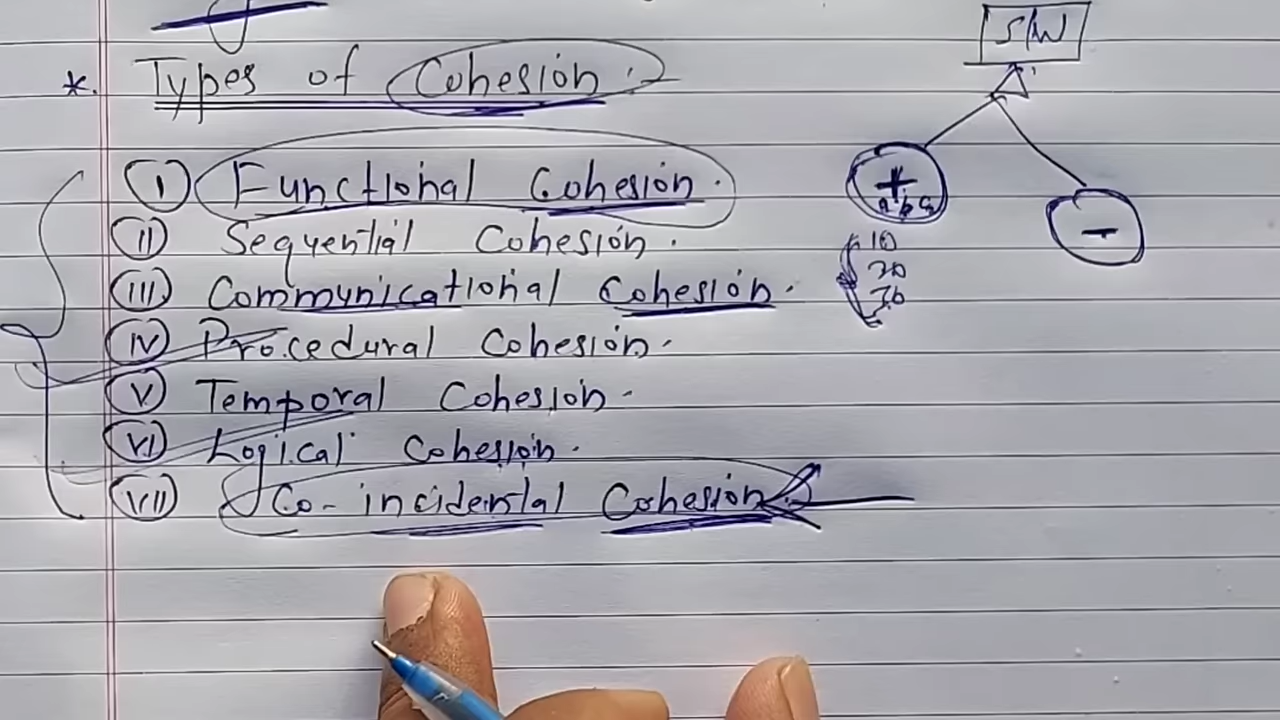 *. Types of Cohesion :-
(I) Functional Cohesion.
(II) Sequential Cohesion.
(III) Communicational Cohesion.
(IV) Procedural Cohesion.
(V) Temporal Cohesion.
(VI) Logical Cohesion.
(VII) Co-incidental Cohesion.
S/W
+
-
10
20
30